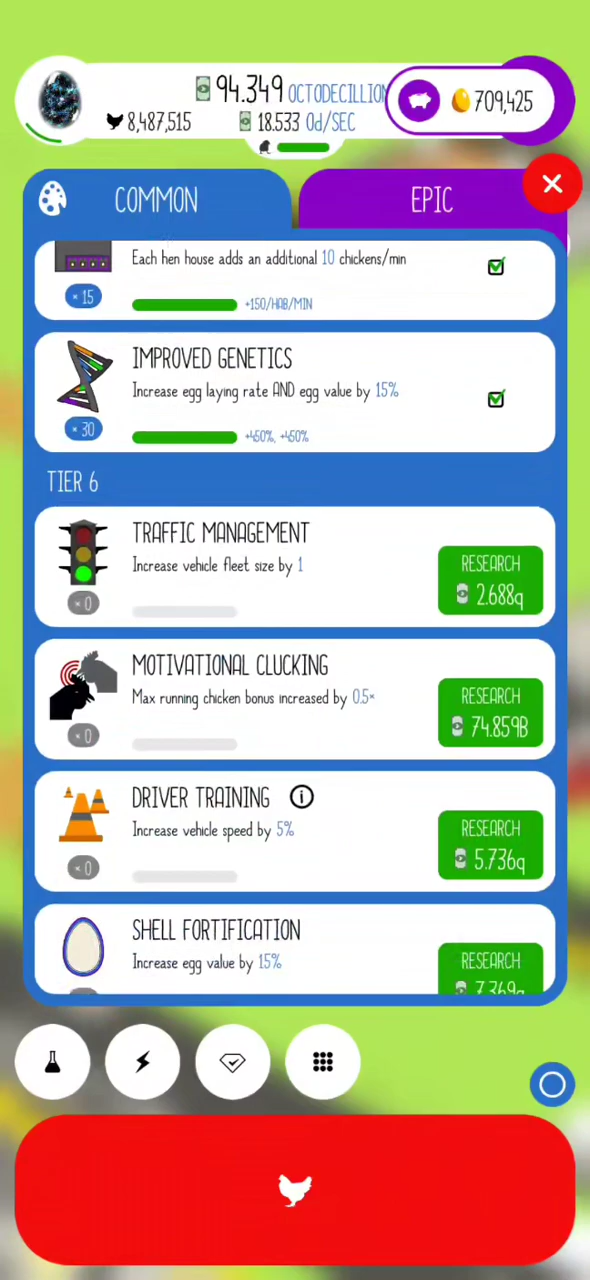 94.349 OCTODECILLION
8,487,515
18.533 Od/SEC
709,425
COMMON
EPIC
Each hen house adds an additional 10 chickens/min
× 15
+150/HAB/MIN
IMPROVED GENETICS
Increase egg laying rate AND egg value by 15%
× 30
+450%, +450%
TIER 6
TRAFFIC MANAGEMENT
Increase vehicle fleet size by 1
× 0
RESEARCH
2.688q
MOTIVATIONAL CLUCKING
Max running chicken bonus increased by 0.5×
× 0
RESEARCH
74.859B
DRIVER TRAINING
Increase vehicle speed by 5%
× 0
RESEARCH
5.736q
SHELL FORTIFICATION
Increase egg value by 15%
RESEARCH
7.369q